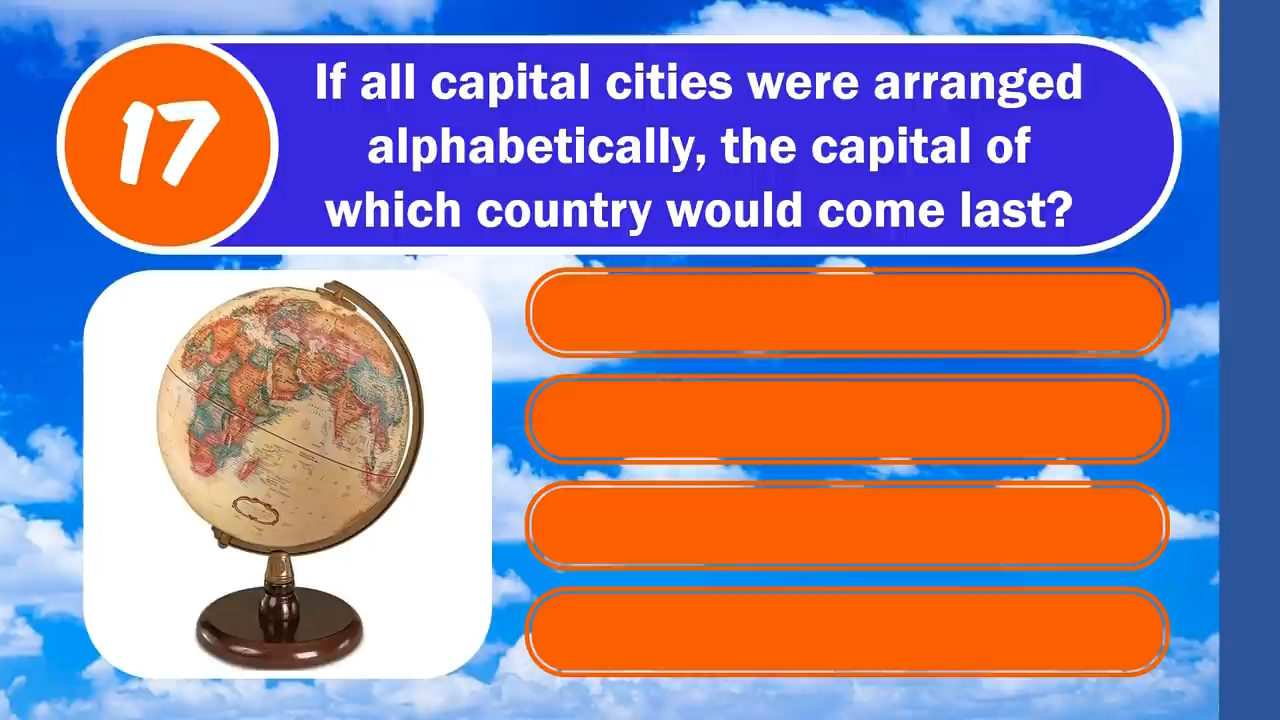 17
If all capital cities were arranged
alphabetically, the capital of
which country would come last?